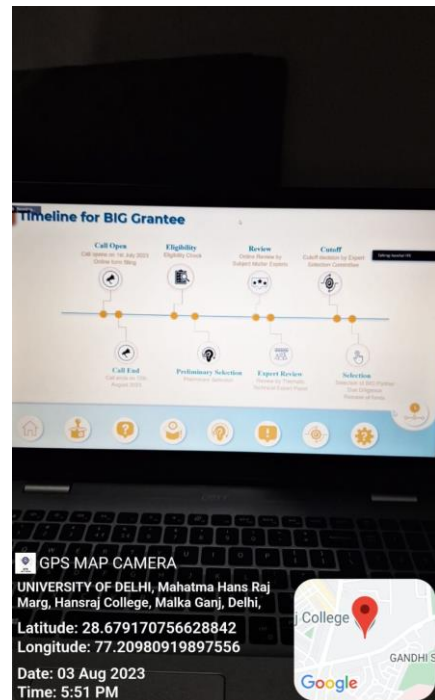 Timeline for BIG Grantee
Call Open
Call opens on 1st July 2023
Online form filling
Eligibility
Eligibility Check
Review
Online Review by
Subject Matter Experts
Cutoff
Cutoff decision by Expert
Selection Committee
Call End
Call ends on
August 2023
Preliminary Selection
Preliminary selection
Expert Review
Review by Thematic
Technical Expert Panel
Selection
Selection of BIG Partner
Due Diligence
Release of funds
GPS MAP CAMERA
UNIVERSITY OF DELHI, Mahatma Hans Raj
Marg, Hansraj College, Malka Ganj, Delhi,
Latitude: 28.679170756628842
Longitude: 77.20980919897556
Date: 03 Aug 2023
Time: 5:51 PM
j College
GANDHI S
Google